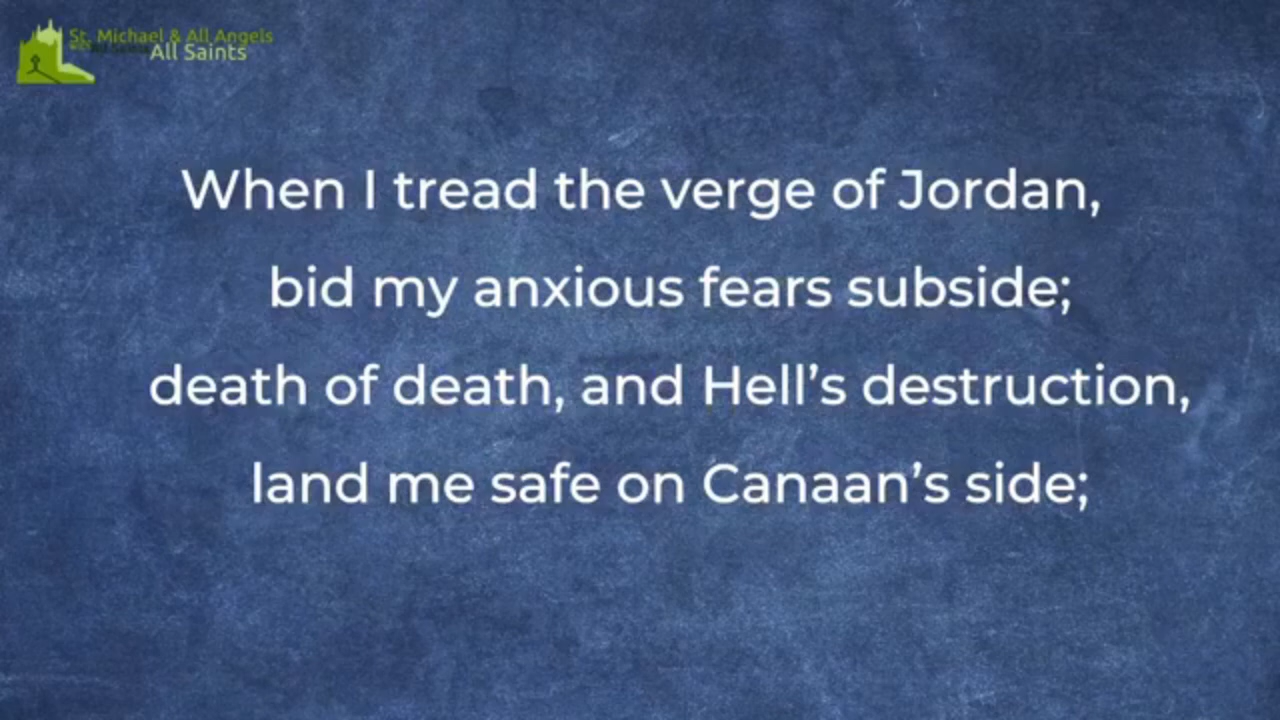 St. Michael & All Angels
All Saints
When I tread the verge of Jordan,
bid my anxious fears subside;
death of death, and Hell’s destruction,
land me safe on Canaan’s side;